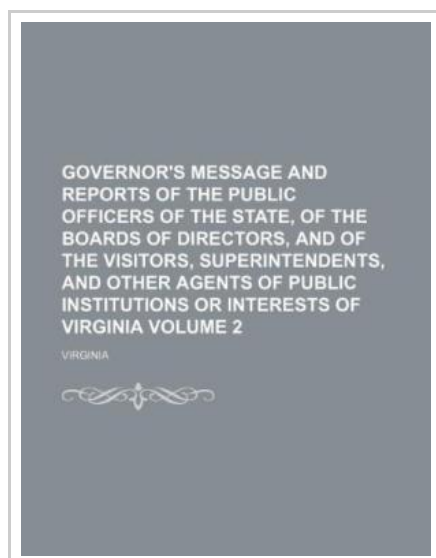 GOVERNOR'S MESSAGE AND
REPORTS OF THE PUBLIC
OFFICERS OF THE STATE, OF THE
BOARDS OF DIRECTORS, AND OF
THE VISITORS, SUPERINTENDENTS,
AND OTHER AGENTS OF PUBLIC
INSTITUTIONS OR INTERESTS OF
VIRGINIA VOLUME 2
VIRGINIA